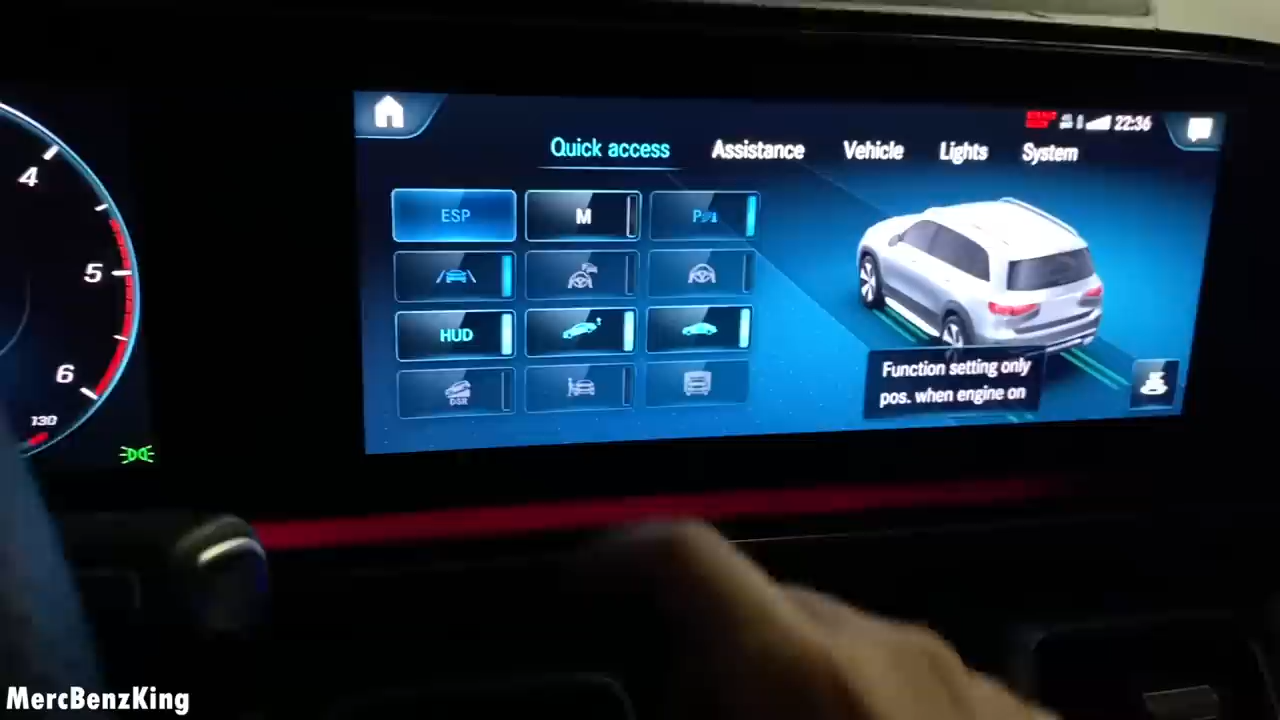 4
5
6
130
22:36
Quick access
Assistance
Vehicle
Lights
System
ESP
M
P
HUD
DSR
Function setting only
pos. when engine on
MercBenzKing